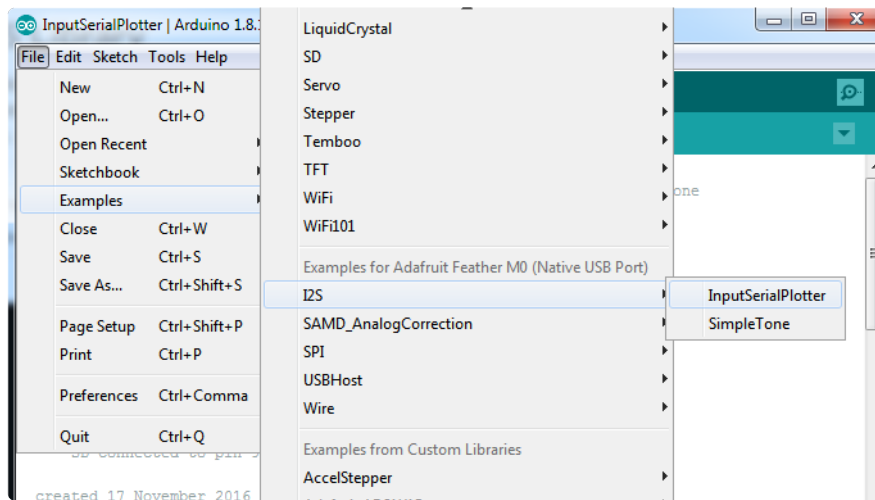 InputSerialPlotter | Arduino 1.8.
File Edit Sketch Tools Help
New Ctrl+N
Open... Ctrl+O
Open Recent
Sketchbook
Examples
Close Ctrl+W
Save Ctrl+S
Save As... Ctrl+Shift+S
Page Setup Ctrl+Shift+P
Print Ctrl+P
Preferences Ctrl+Comma
Quit Ctrl+Q
LiquidCrystal
SD
Servo
Stepper
Temboo
TFT
WiFi
WiFi101
Examples for Adafruit Feather M0 (Native USB Port)
I2S
SAMD_AnalogCorrection
SPI
USBHost
Wire
Examples from Custom Libraries
AccelStepper
InputSerialPlotter
SimpleTone
one
connected to pin
created 17 November 2016